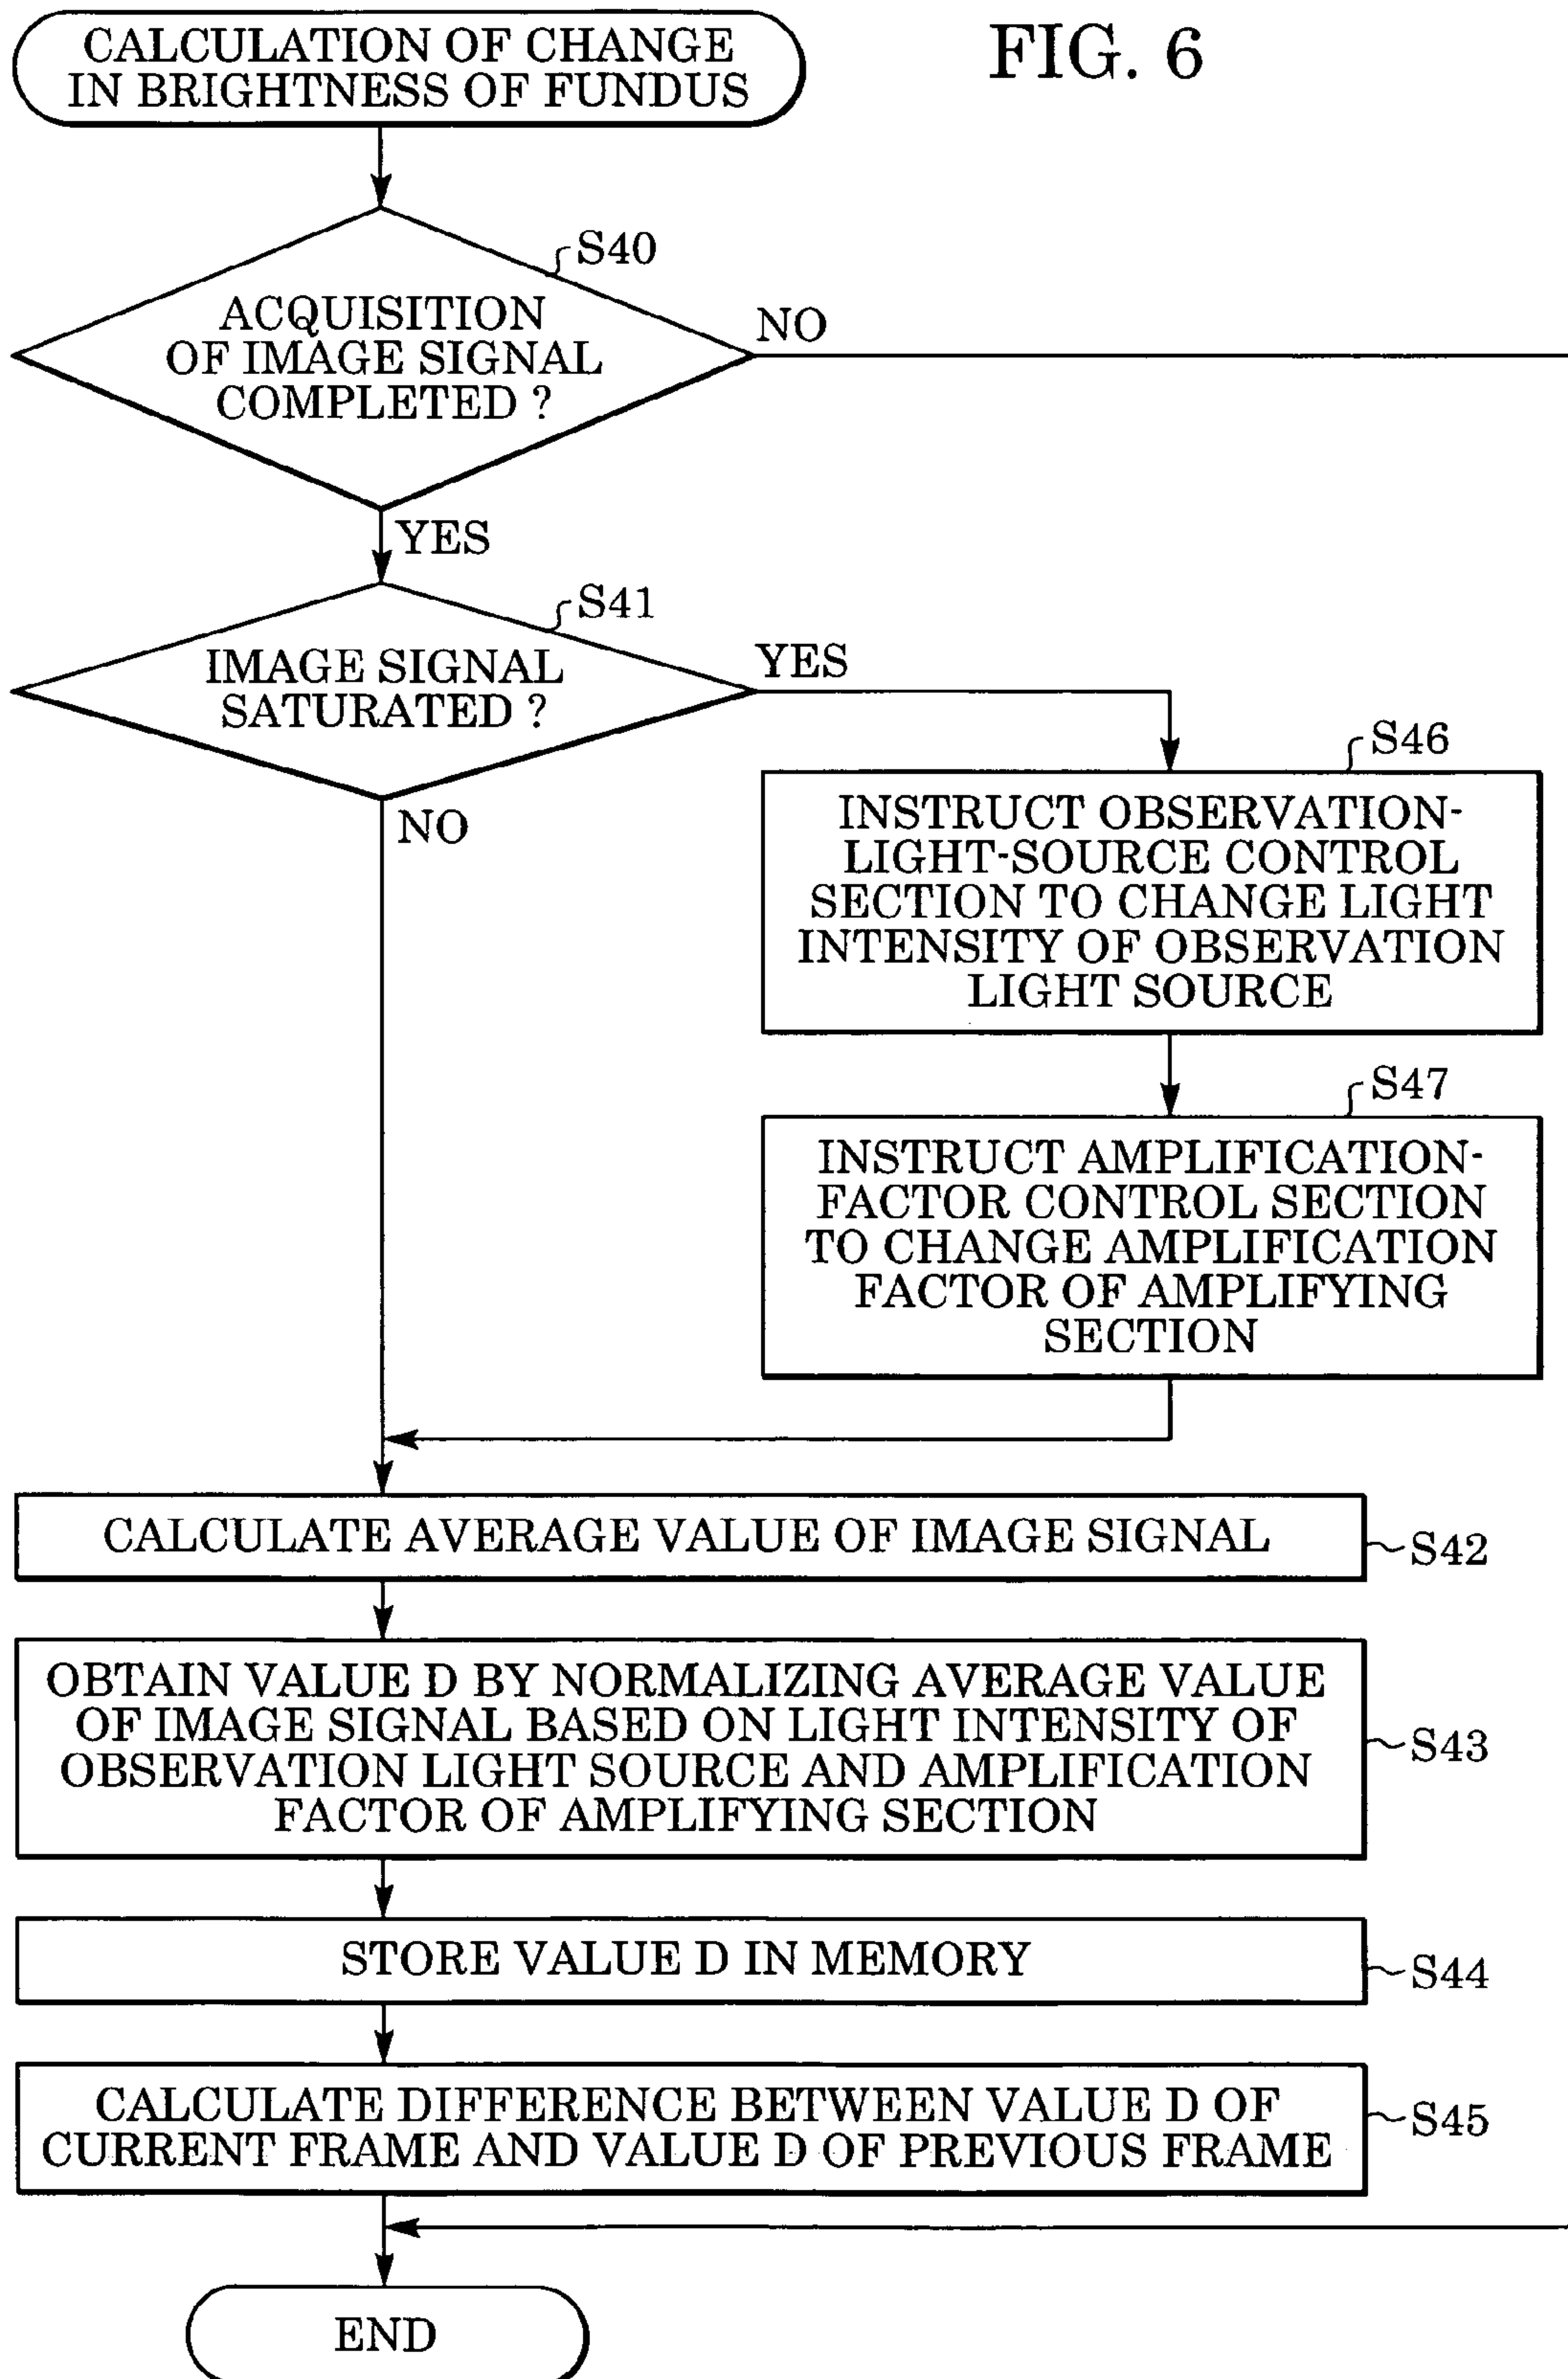 FIG. 6
CALCULATION OF CHANGE
IN BRIGHTNESS OF FUNDUS
S40
ACQUISITION
OF IMAGE SIGNAL
COMPLETED ?
NO
YES
S41
IMAGE SIGNAL
SATURATED ?
YES
NO
S46
INSTRUCT OBSERVATION-
LIGHT-SOURCE CONTROL
SECTION TO CHANGE LIGHT
INTENSITY OF OBSERVATION
LIGHT SOURCE
S47
INSTRUCT AMPLIFICATION-
FACTOR CONTROL SECTION
TO CHANGE AMPLIFICATION
FACTOR OF AMPLIFYING
SECTION
CALCULATE AVERAGE VALUE OF IMAGE SIGNAL
S42
OBTAIN VALUE D BY NORMALIZING AVERAGE VALUE
OF IMAGE SIGNAL BASED ON LIGHT INTENSITY OF
OBSERVATION LIGHT SOURCE AND AMPLIFICATION
FACTOR OF AMPLIFYING SECTION
S43
STORE VALUE D IN MEMORY
S44
CALCULATE DIFFERENCE BETWEEN VALUE D OF
CURRENT FRAME AND VALUE D OF PREVIOUS FRAME
S45
END